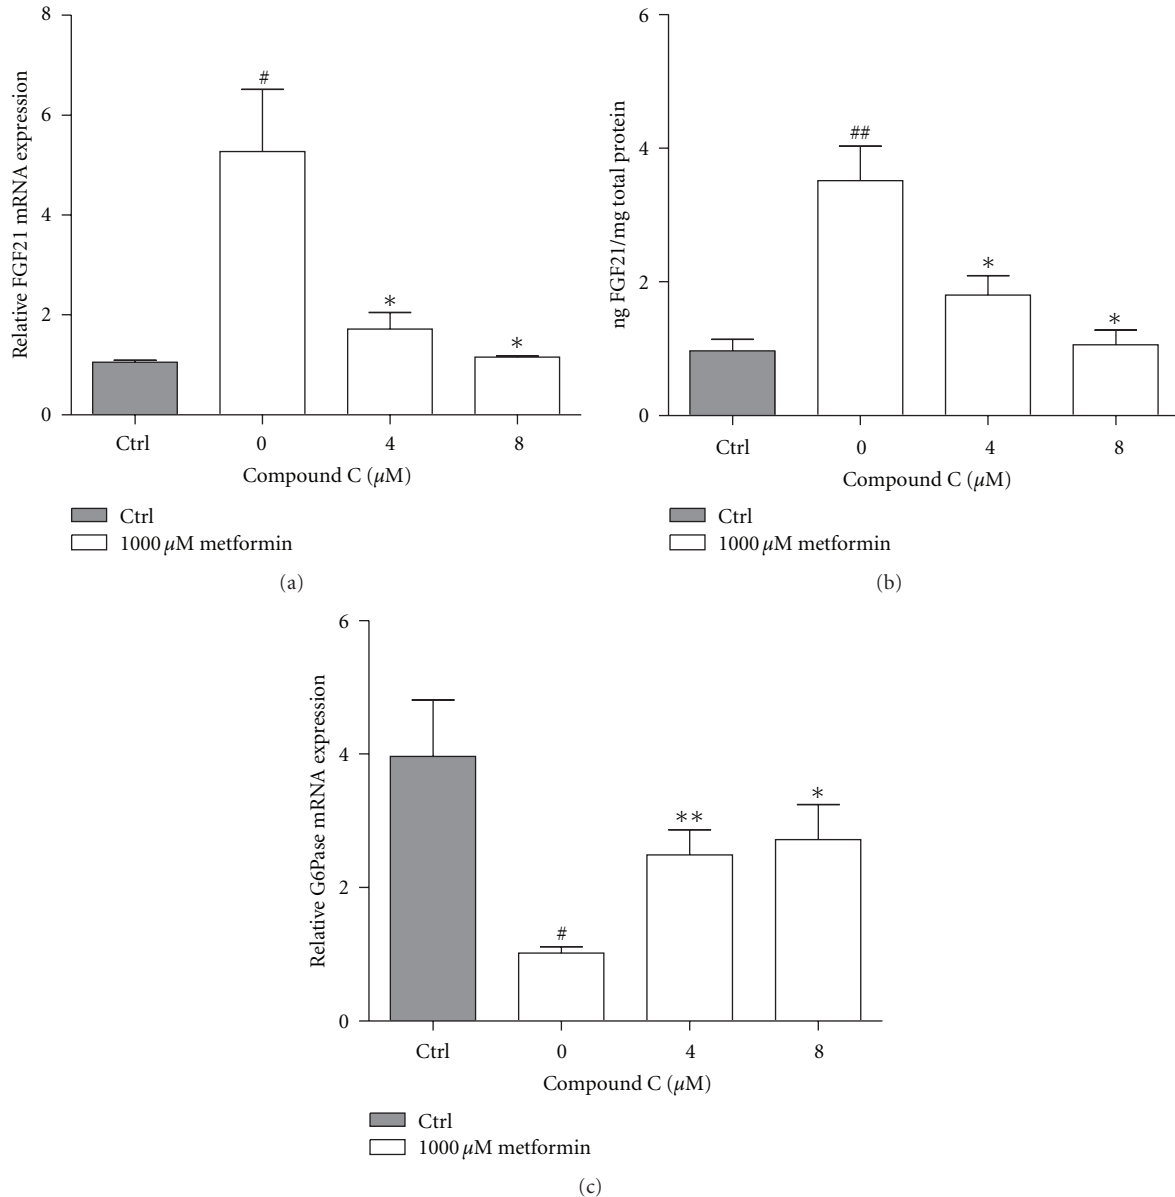 Relative FGF21 mRNA expression
8
6
4
2
0
#
*
*
Ctrl
0
4
8
Compound C (μM)
Ctrl
1000 μM metformin
(a)
ng FGF21/mg total protein
6
4
2
0
##
*
*
Ctrl
0
4
8
Compound C (μM)
Ctrl
1000 μM metformin
(b)
Relative G6Pase mRNA expression
6
4
2
0
#
**
*
Ctrl
0
4
8
Compound C (μM)
Ctrl
1000 μM metformin
(c)